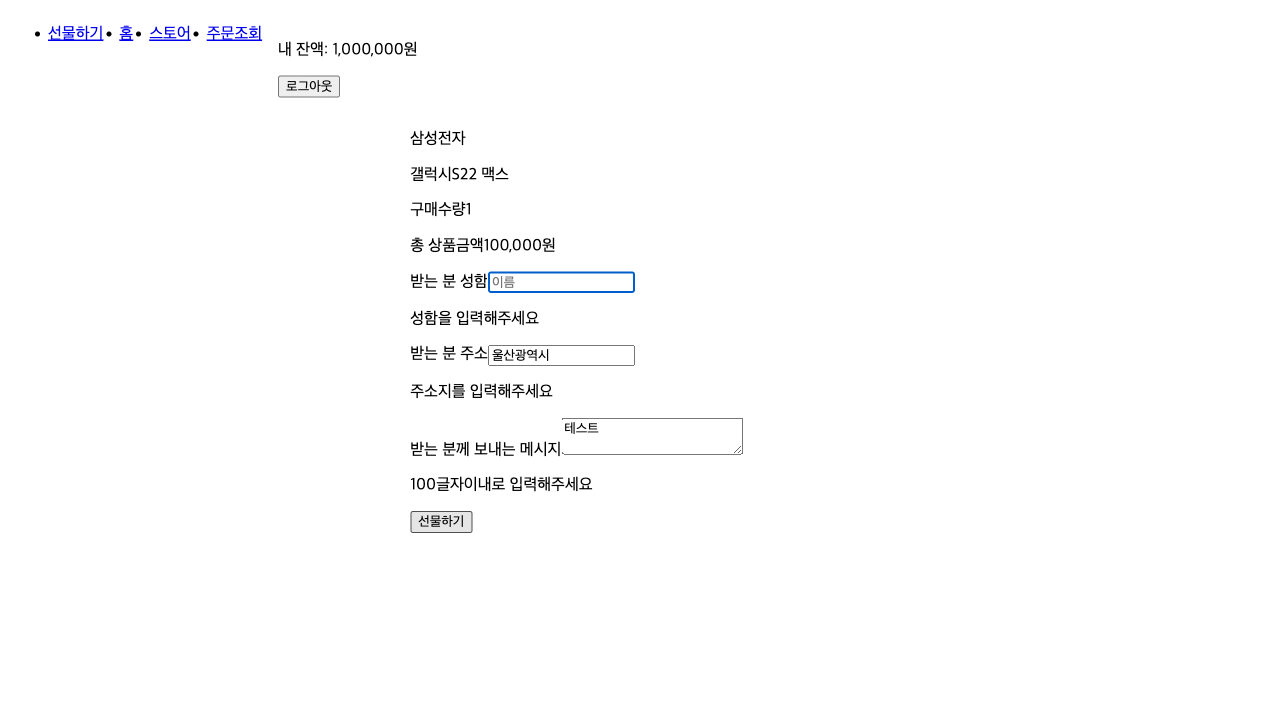 • 선물하기 • 홈 • 스토어 • 주문조회
내 잔액: 1,000,000원
로그아웃
삼성전자
갤럭시S22 맥스
구매수량1
총 상품금액100,000원
받는 분 성함 이름
성함을 입력해주세요
받는 분 주소 울산광역시
주소지를 입력해주세요
받는 분께 보내는 메시지 테스트
100글자이내로 입력해주세요
선물하기